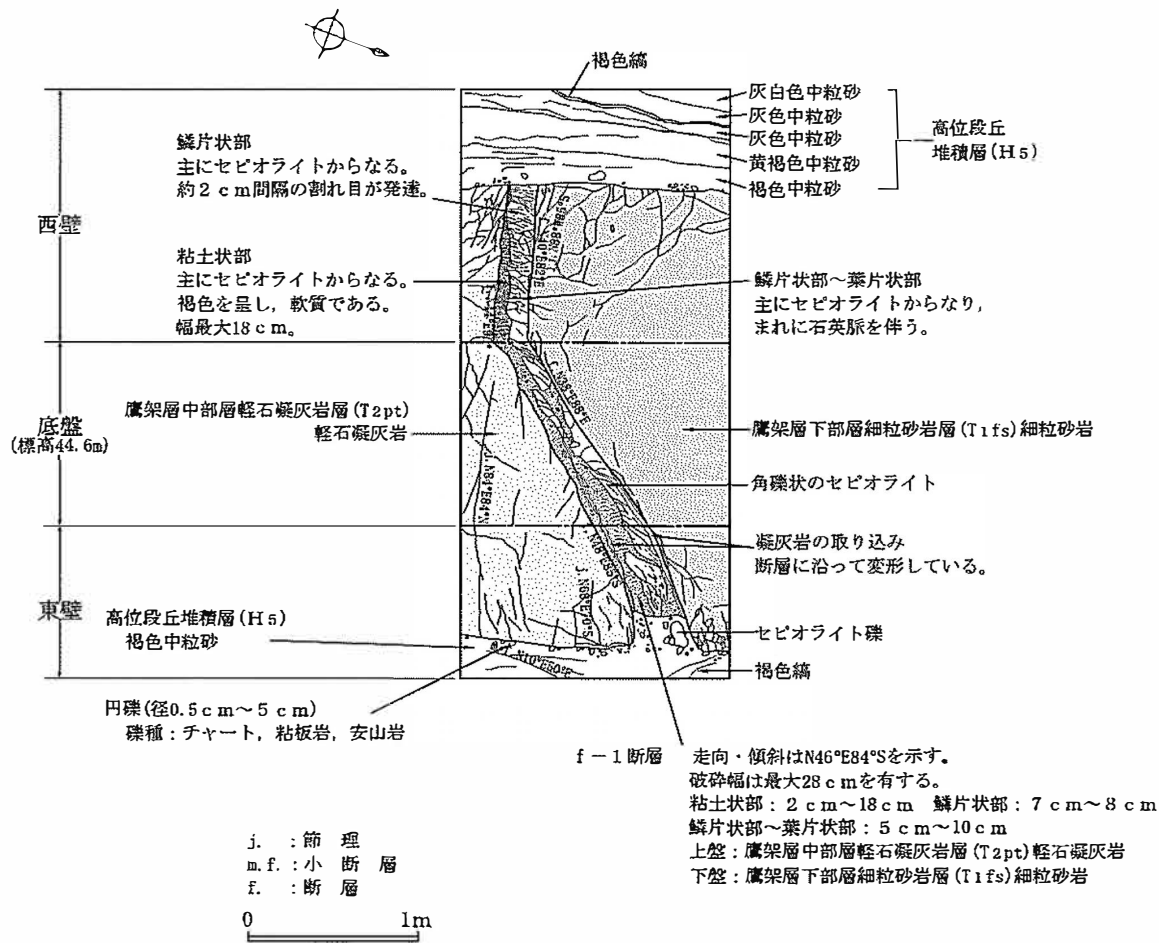 褐色縞
灰白色中粒砂
灰色中粒砂
灰色中粒砂
黄褐色中粒砂
褐色中粒砂
高位段丘
堆積層(H5)
西壁
鱗片状部
主にセピオライトからなる。
約2cm間隔の割れ目が発達。
粘土状部
主にセピオライトからなる。
褐色を呈し，軟質である。
幅最大18cm。
鱗片状部～葉片状部
主にセピオライトからなり，
まれに石英脈を伴う。
底盤
(標高44.6m)
鷹架層中部層軽石凝灰岩層(T2pt)
軽石凝灰岩
鷹架層下部層細粒砂岩層(T1fs)細粒砂岩
角礫状のセピオライト
凝灰岩の取り込み
断層に沿って変形している。
東壁
高位段丘堆積層(H5)
褐色中粒砂
セピオライト礫
褐色縞
j.N84°E84°N
円礫(径0.5cm～5cm)
礫種：チャート，粘板岩，安山岩
f－1断層　走向・傾斜はN46°E84°Sを示す。
破砕幅は最大28cmを有する。
粘土状部：2cm～18cm　鱗片状部：7cm～8cm
鱗片状部～葉片状部：5cm～10cm
上盤：鷹架層中部層軽石凝灰岩層(T2pt)軽石凝灰岩
下盤：鷹架層下部層細粒砂岩層(T1fs)細粒砂岩
j.　：節　理
m.f.：小　断　層
f.　：断　層
0　1m